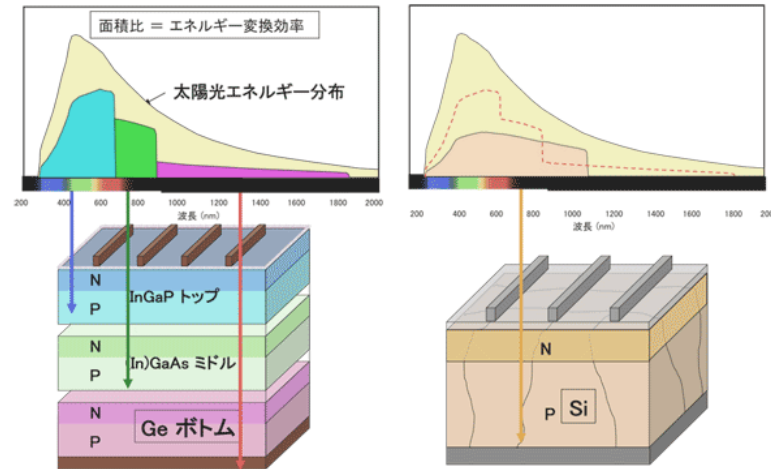 面積比 ＝ エネルギー変換効率
太陽光エネルギー分布
200 400 600 800 1000 1200 1400 1600 1800 2000
波長 (nm)
N
InGaP トップ
P
N
(In)GaAs ミドル
P
N
Ge ボトム
P
200 400 600 800 1000 1200 1400 1600 1800 200
波長 (nm)
N
P Si